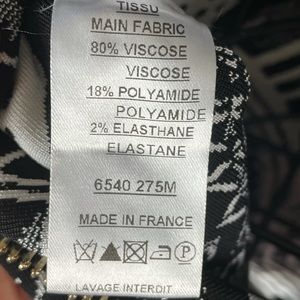 TISSU
MAIN FABRIC
80% VISCOSE
VISCOSE
18% POLYAMIDE
POLYAMIDE
2% ELASTHANE
ELASTANE
6540 275M
MADE IN FRANCE
P
LAVAGE INTERDIT